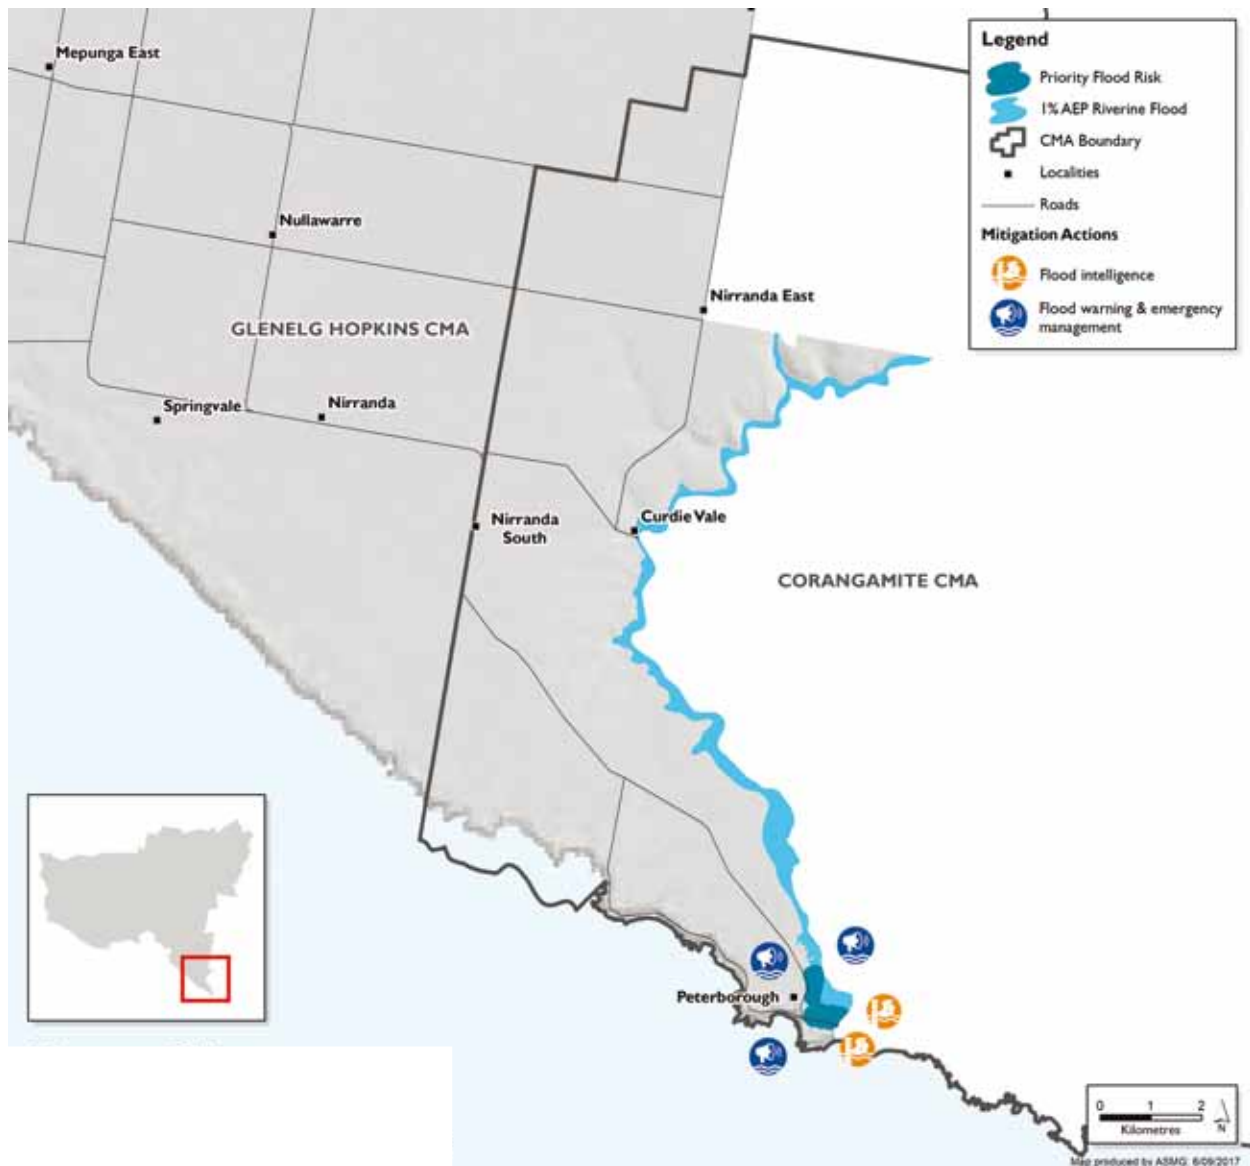 Mepunga East
Legend
Priority Flood Risk
1% AEP Riverine Flood
CMA Boundary
Localities
Roads
Mitigation Actions
Flood intelligence
Flood warning & emergency
management
Nullawarre
Nirranda East
GLENELG HOPKINS CMA
Springvale
Nirranda
Nirranda
South
Curdie Vale
CORANGAMITE CMA
Peterborough
0 1 2
Kilometres
N
Map produced by ASMG: 6/09/2017